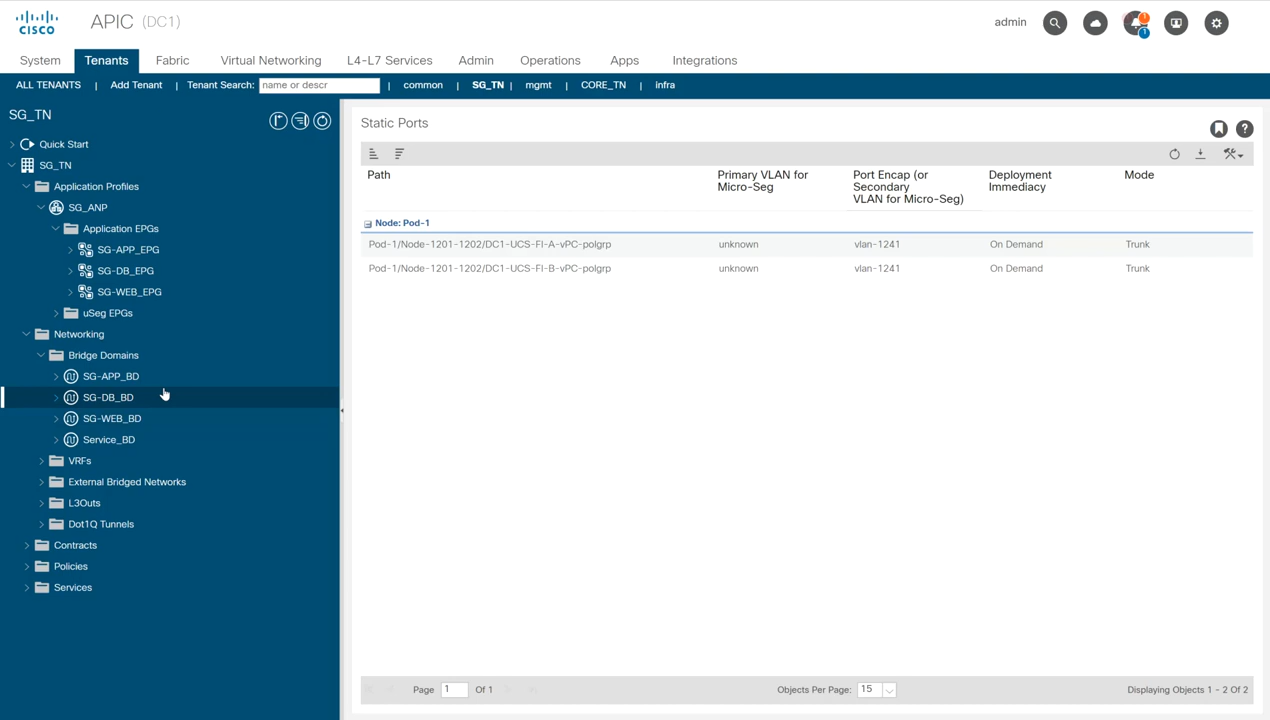 CISCO
APIC (DC1)
admin
1
1
System
Tenants
Fabric
Virtual Networking
L4-L7 Services
Admin
Operations
Apps
Integrations
ALL TENANTS | Add Tenant | Tenant Search: name or descr | common | SG_TN | mgmt | CORE_TN | infra
SG_TN
Quick Start
SG_TN
Application Profiles
SG_ANP
Application EPGs
SG-APP_EPG
SG-DB_EPG
SG-WEB_EPG
uSeg EPGs
Networking
Bridge Domains
SG-APP_BD
SG-DB_BD
SG-WEB_BD
Service_BD
VRFs
External Bridged Networks
L3Outs
Dot1Q Tunnels
Contracts
Policies
Services
Static Ports
?
Path
Primary VLAN for
Micro-Seg
Port Encap (or
Secondary
VLAN for Micro-Seg)
Deployment
Immediacy
Mode
Node: Pod-1
Pod-1/Node-1201-1202/DC1-UCS-FI-A-vPC-polgrp unknown vlan-1241 On Demand Trunk
Pod-1/Node-1201-1202/DC1-UCS-FI-B-vPC-polgrp unknown vlan-1241 On Demand Trunk
Page 1 Of 1
Objects Per Page: 15
Displaying Objects 1 - 2 Of 2